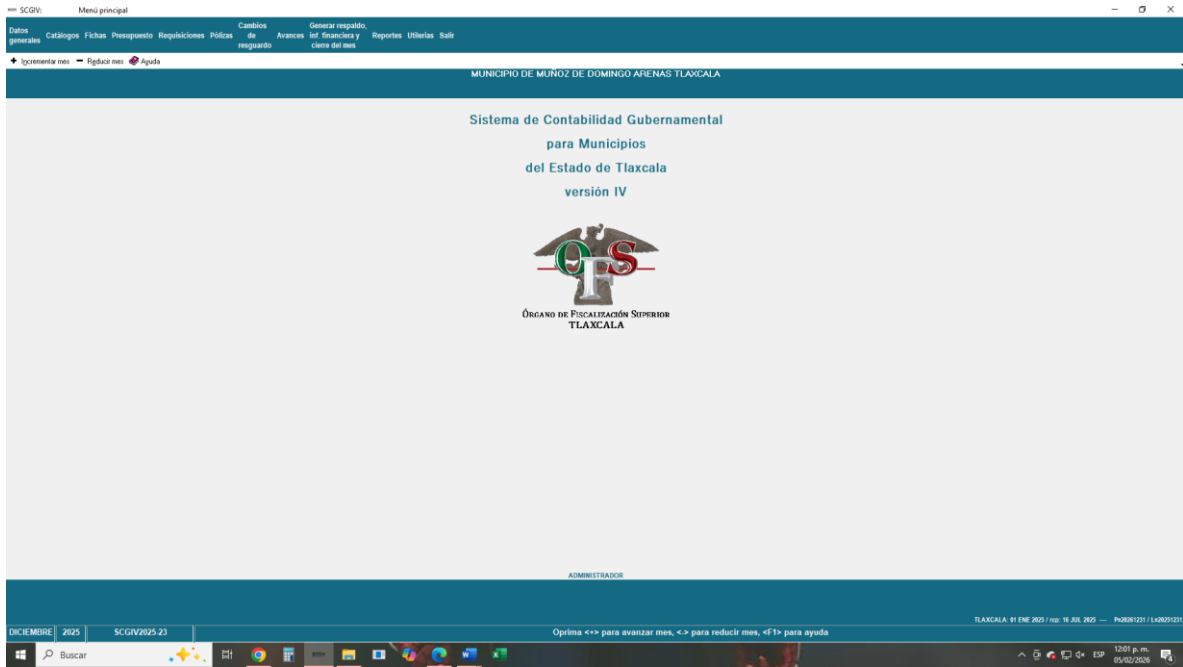 SCGIV: Menú principal
Datos generales Catálogos Fichas Presupuesto Requisiciones Pólizas Cambios de resguardo Avances Generar respaldo, inf. financiera y cierre del mes Reportes Utilerias Salir
Incrementar mes Reducir mes Ayuda
MUNICIPIO DE MUÑOZ DE DOMINGO ARENAS TLAXCALA
Sistema de Contabilidad Gubernamental
para Municipios
del Estado de Tlaxcala
versión IV
OFS
ÓRGANO DE FISCALIZACIÓN SUPERIOR
TLAXCALA
ADMINISTRADOR
TLAXCALA: 01 ENE 2025 / rcp: 16 JUL 2025 --- Pn20261231 / Ln20251231
DICIEMBRE 2025 SCGIV2025-23 Oprima <+> para avanzar mes, <-> para reducir mes, <F1> para ayuda
Buscar ESP 12:01 p. m.
05/02/2026